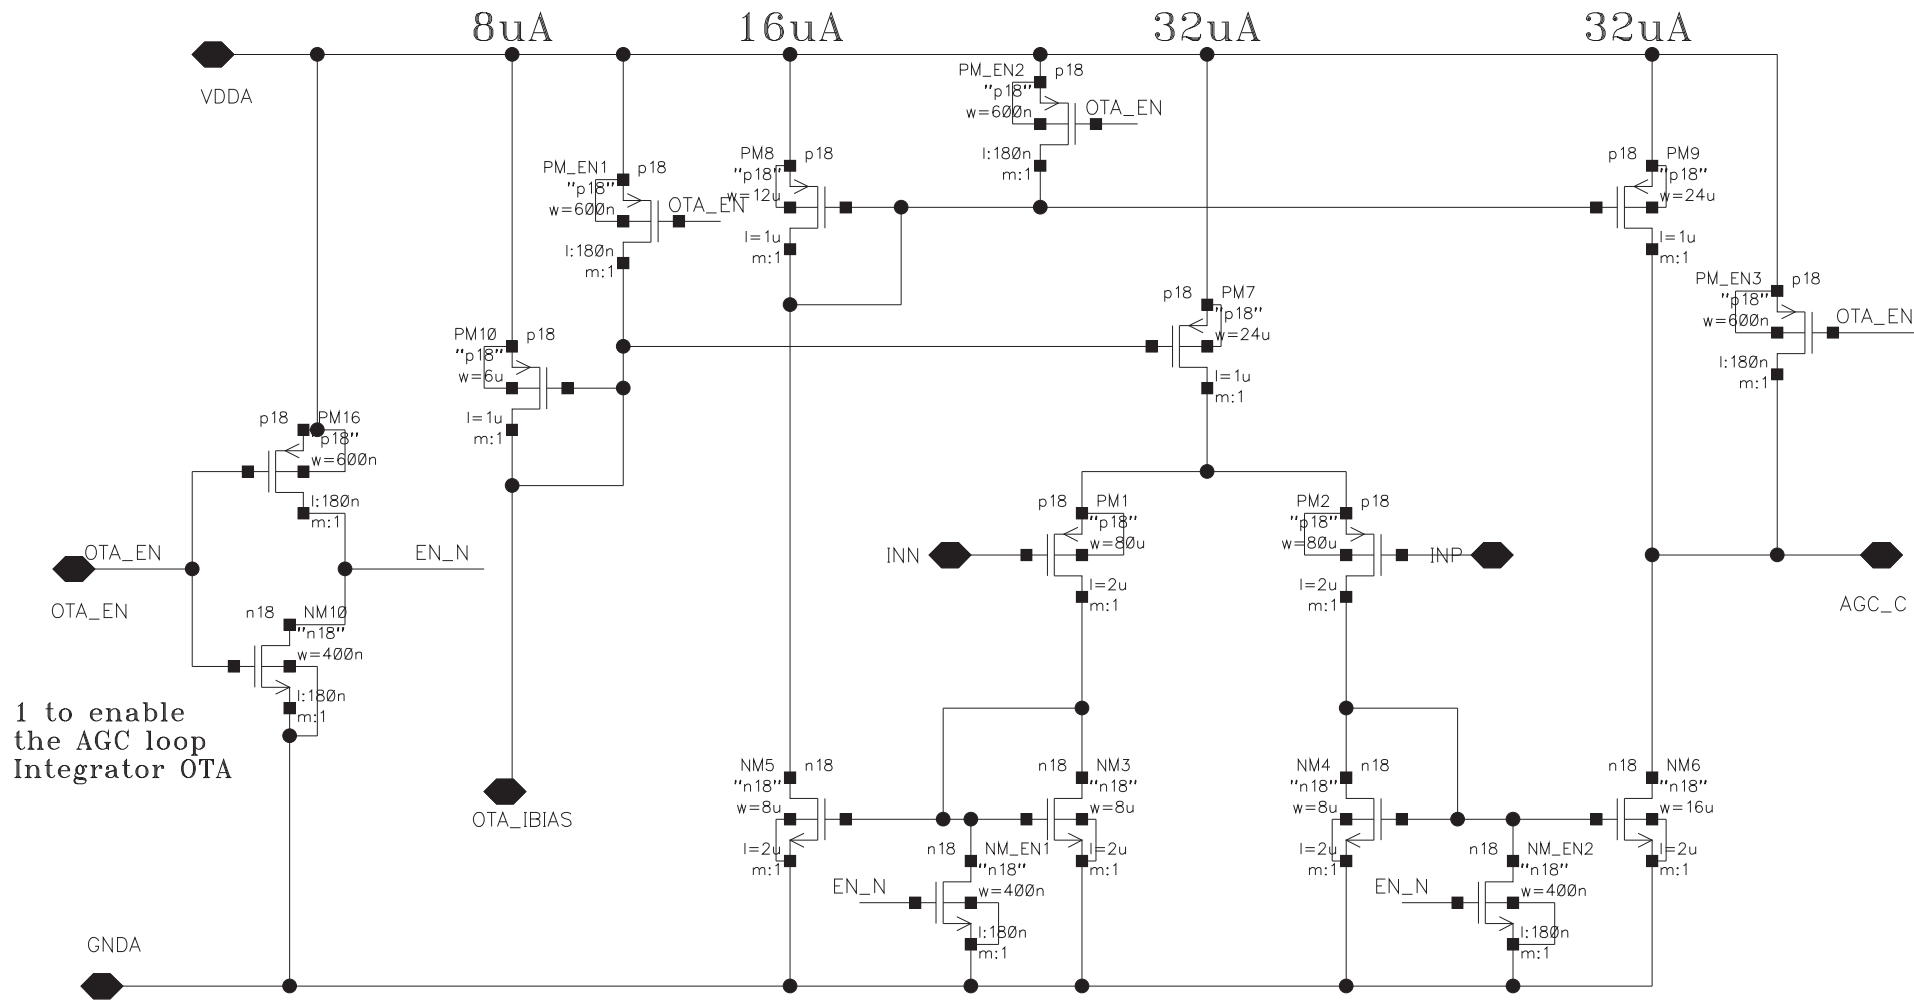 8uA
16uA
32uA
32uA
VDDA
PM_EN2
p18
"p18"
w=600n
OTA_EN
l:180n
m:1
PM_EN1
p18
"p18"
w=600n
OTA_EN
l:180n
m:1
PM8
p18
"p18"
w=12u
l=1u
m:1
p18
PM9
"p18"
w=24u
l=1u
m:1
p18
PM7
"p18"
w=24u
l=1u
m:1
PM_EN3
p18
"p18"
w=600n
OTA_EN
l:180n
m:1
PM10
p18
"p18"
w=6u
l=1u
m:1
p18
PM16
"p18"
w=600n
l:180n
m:1
p18
PM1
"p18"
w=80u
l=2u
m:1
PM2
p18
"p18"
w=80u
l=2u
m:1
INN
INP
OTA_EN
OTA_EN
EN_N
AGC_C
n18
NM10
"n18"
w=400n
l:180n
m:1
1 to enable
the AGC loop
Integrator OTA
OTA_IBIAS
NM5
n18
"n18"
w=8u
l=2u
m:1
n18
NM3
"n18"
w=8u
l=2u
m:1
NM4
n18
"n18"
w=8u
l=2u
m:1
n18
NM6
"n18"
w=16u
l=2u
m:1
n18
NM_EN1
"n18"
w=400n
EN_N
l:180n
m:1
n18
NM_EN2
"n18"
w=400n
EN_N
l:180n
m:1
GNDA